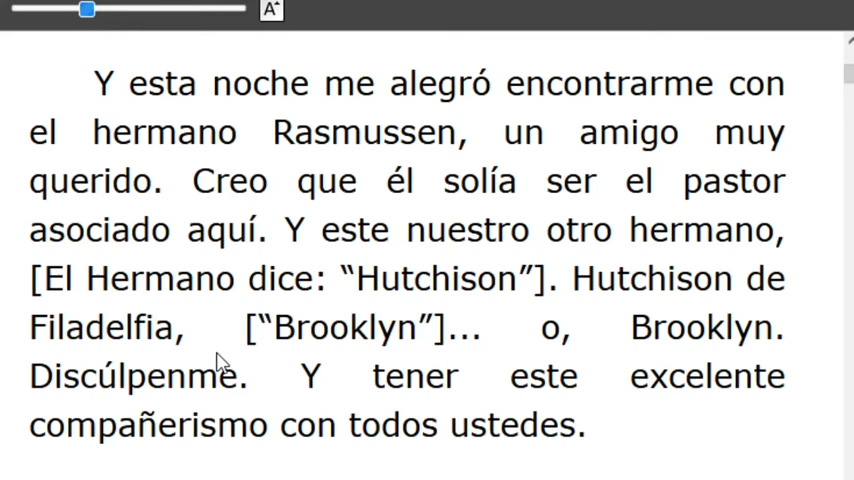 A
Y esta noche me alegró encontrarme con
el hermano Rasmussen, un amigo muy
querido. Creo que él solía ser el pastor
asociado aquí. Y este nuestro otro hermano,
[El Hermano dice: “Hutchison”]. Hutchison de
Filadelfia, [“Brooklyn”]... o, Brooklyn.
Discúlpenme. Y tener este excelente
compañerismo con todos ustedes.